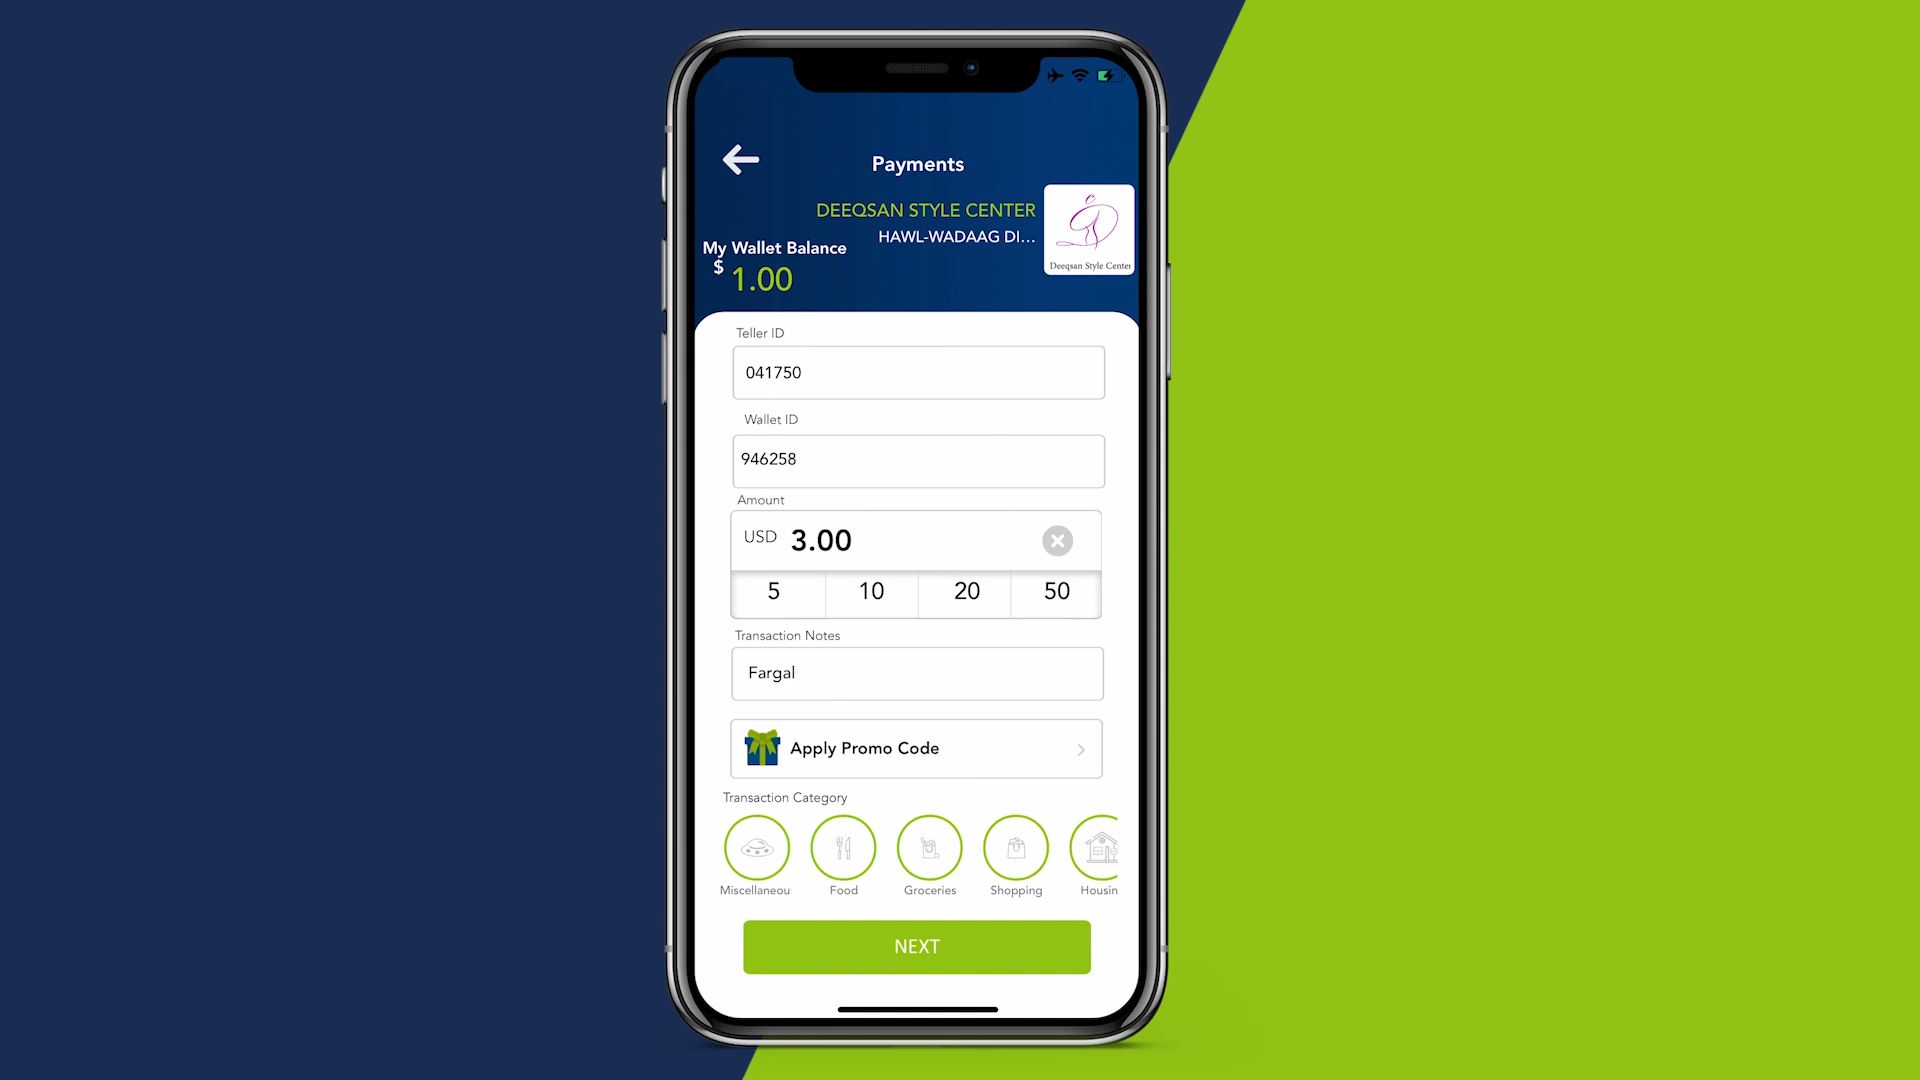 Payments
DEEQSAN STYLE CENTER
HAWL-WADAAG DI...
Deeqsan Style Center
My Wallet Balance
$ 1.00
Teller ID
041750
Wallet ID
946258
Amount
USD 3.00
5 10 20 50
Transaction Notes
Fargal
Apply Promo Code
Transaction Category
Miscellaneou Food Groceries Shopping Housin
NEXT